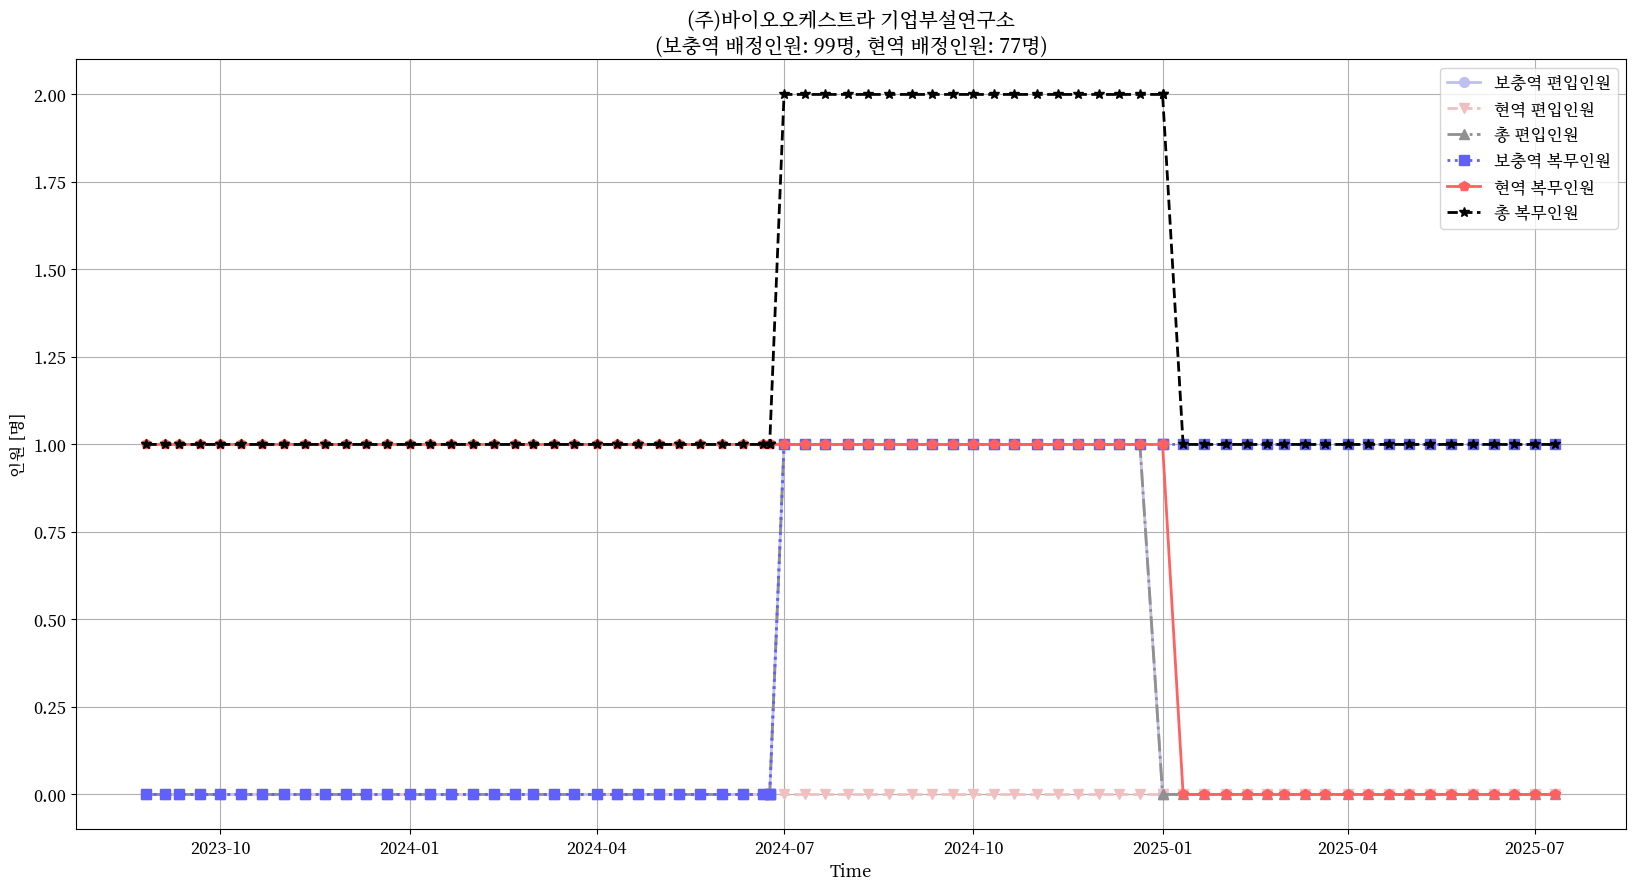 (주)바이오오케스트라 기업부설연구소
(보충역 배정인원: 99명, 현역 배정인원: 77명)
보충역 편입인원
현역 편입인원
총 편입인원
보충역 복무인원
현역 복무인원
총 복무인원
인원 [명]
2.00
1.75
1.50
1.25
1.00
0.75
0.50
0.25
0.00
2023-10
2024-01
2024-04
2024-07
2024-10
2025-01
2025-04
2025-07
Time